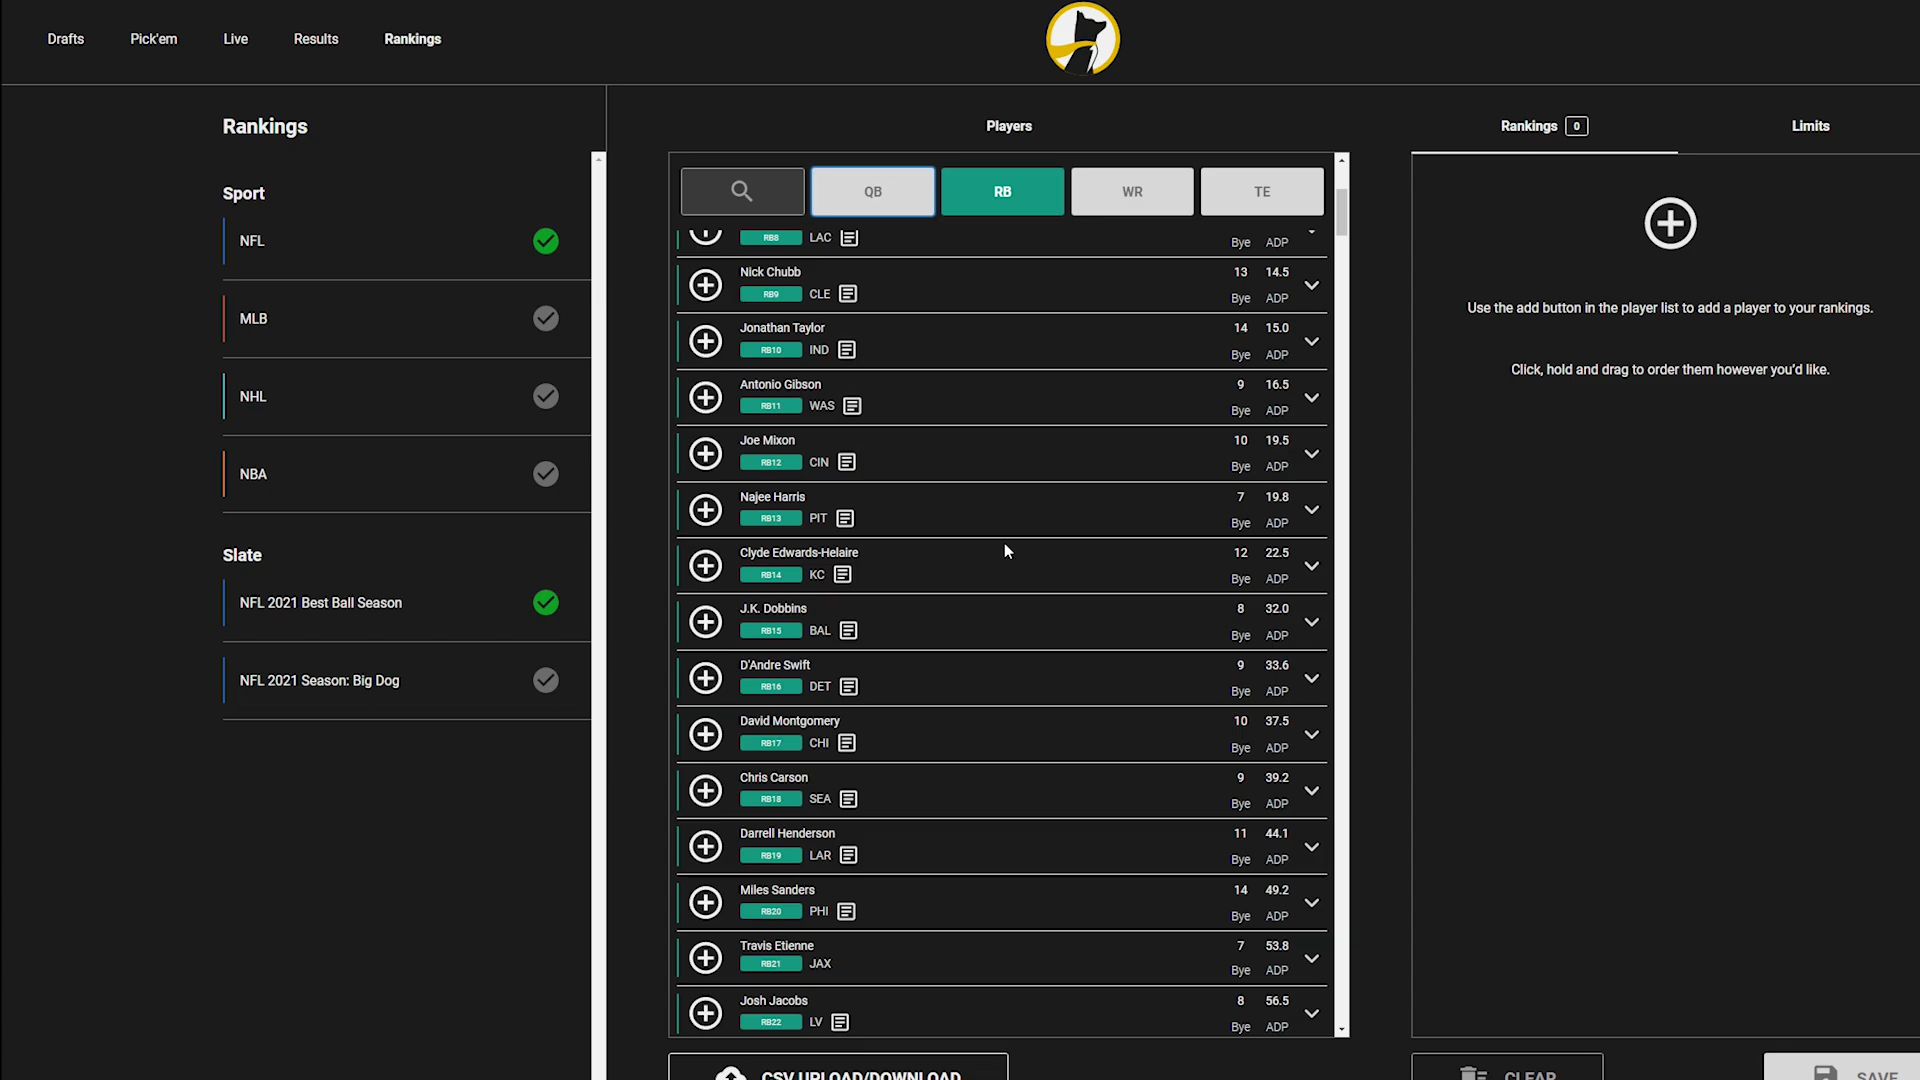 Drafts Pick'em Live Results Rankings
Rankings
Sport
NFL
MLB
NHL
NBA
Slate
NFL 2021 Best Ball Season
NFL 2021 Season: Big Dog
Players
QB RB WR TE
RB8 LAC Bye ADP
Nick Chubb 13 14.5
RB9 CLE Bye ADP
Jonathan Taylor 14 15.0
RB10 IND Bye ADP
Antonio Gibson 9 16.5
RB11 WAS Bye ADP
Joe Mixon 10 19.5
RB12 CIN Bye ADP
Najee Harris 7 19.8
RB13 PIT Bye ADP
Clyde Edwards-Helaire 12 22.5
RB14 KC Bye ADP
J.K. Dobbins 8 32.0
RB15 BAL Bye ADP
D'Andre Swift 9 33.6
RB16 DET Bye ADP
David Montgomery 10 37.5
RB17 CHI Bye ADP
Chris Carson 9 39.2
RB18 SEA Bye ADP
Darrell Henderson 11 44.1
RB19 LAR Bye ADP
Miles Sanders 14 49.2
RB20 PHI Bye ADP
Travis Etienne 7 53.8
RB21 JAX Bye ADP
Josh Jacobs 8 56.5
RB22 LV Bye ADP
CSV UPLOAD/DOWNLOAD
Rankings 0 Limits
Use the add button in the player list to add a player to your rankings.
Click, hold and drag to order them however you'd like.
CLEAR SAVE